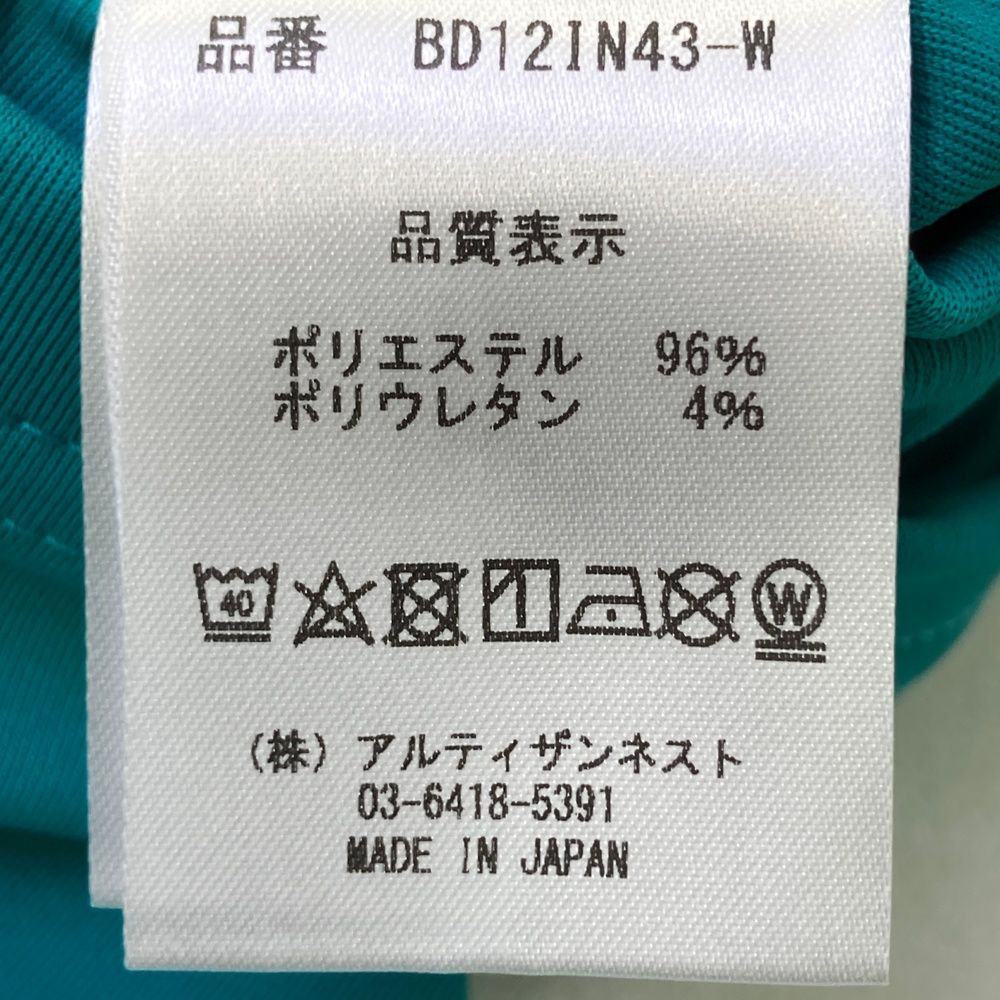 品番 BD12IN43-W
品質表示
ポリエステル 96%
ポリウレタン 4%
40 W
(株)アルティザンネスト
03-6418-5391
MADE IN JAPAN